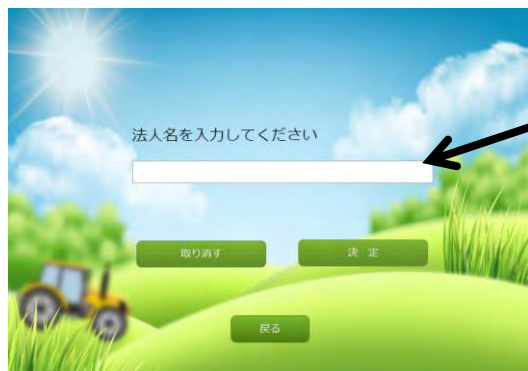 法人名を入力してください
取り消す
決 定
戻る